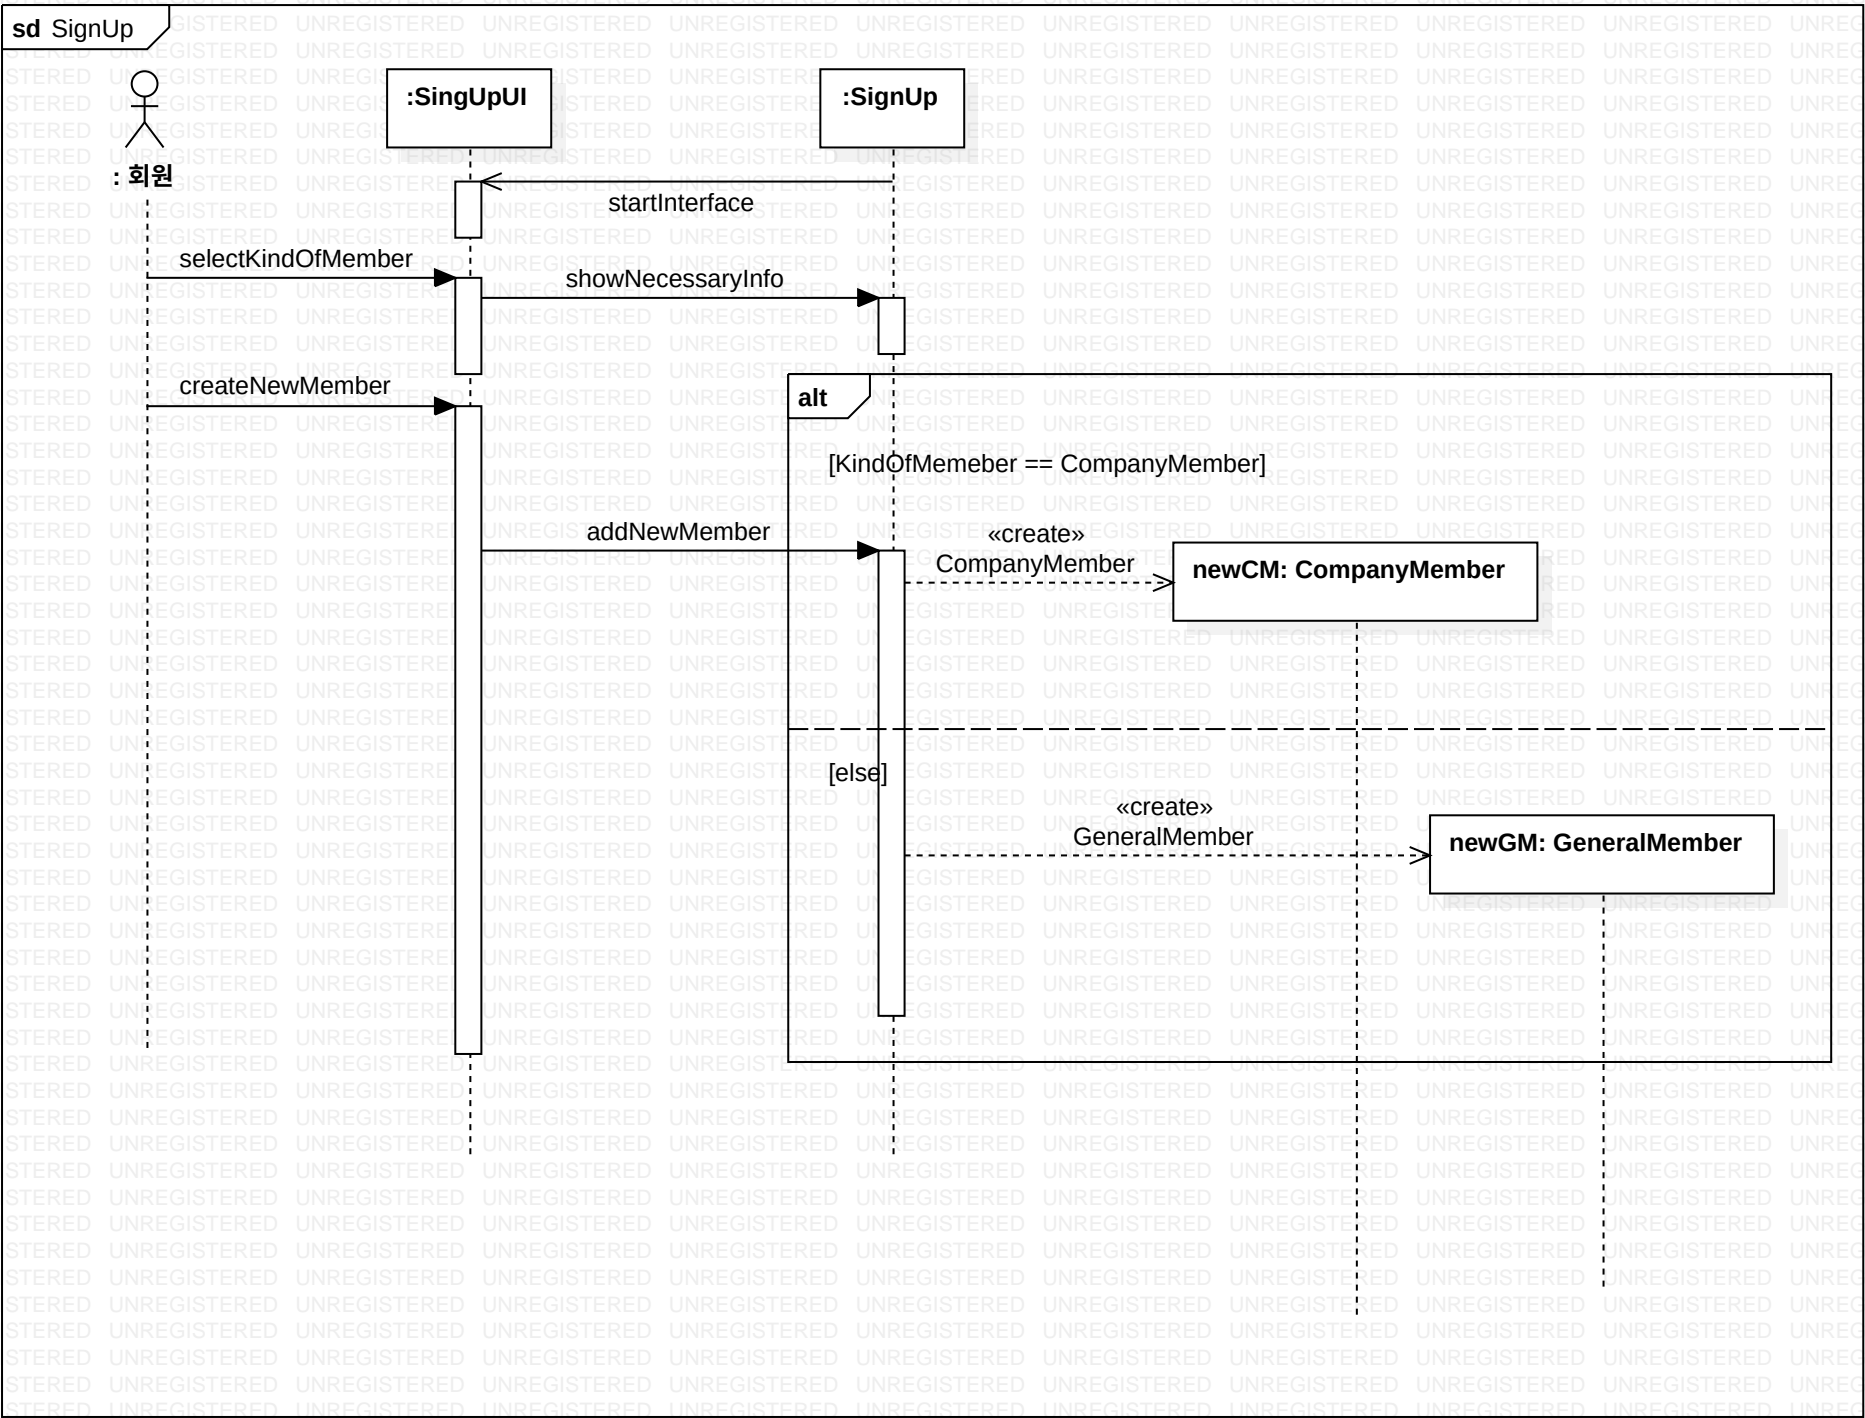 sd SignUp
: 회원
:SingUpUI
:SignUp
startInterface
selectKindOfMember
showNecessaryInfo
createNewMember
alt
[KindOfMemeber == CompanyMember]
addNewMember
«create»
CompanyMember
newCM: CompanyMember
[else]
«create»
GeneralMember
newGM: GeneralMember
UNREGISTERED